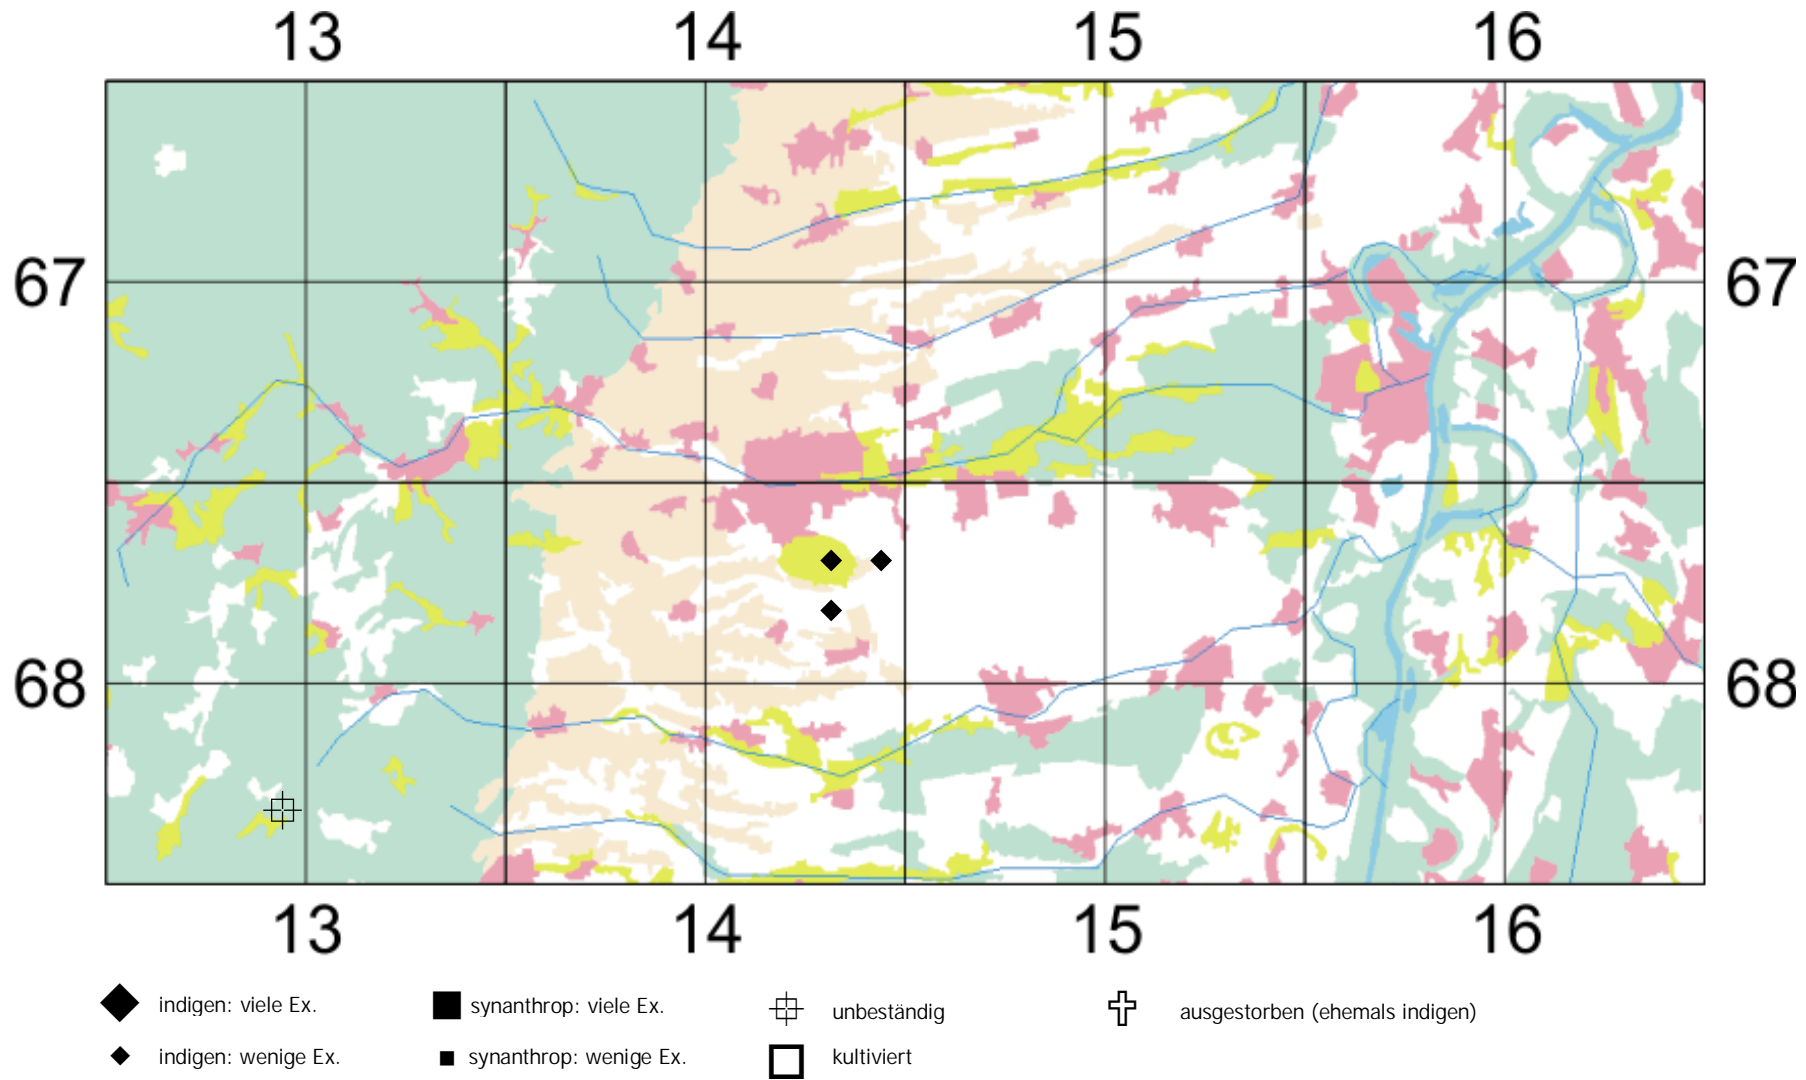 13 14 15 16
67 67
68 68
13 14 15 16
indigen: viele Ex. synanthrop: viele Ex. unbeständig ausgestorben (ehemals indigen)
indigen: wenige Ex. synanthrop: wenige Ex. kultiviert